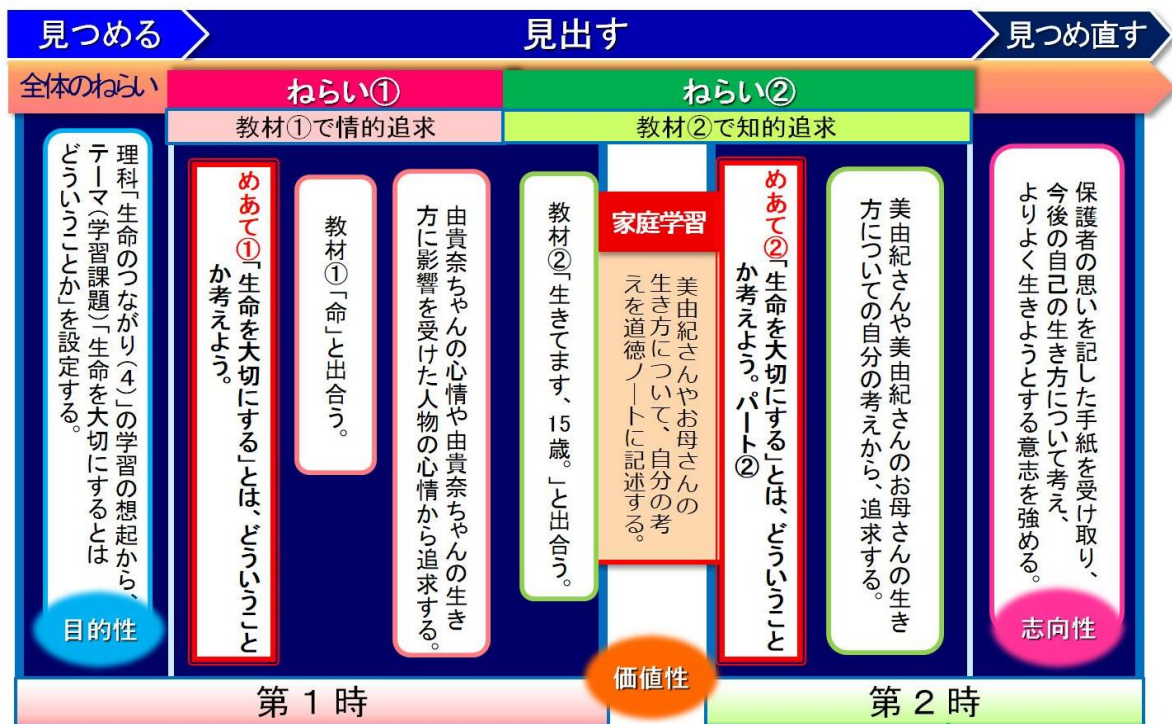 見つめる
見出す
見つめ直す
全体のねらい
ねらい①
ねらい②
教材①で情的追求
教材②で知的追求
理科「生命のつながり(4)」の学習の想起から、
テーマ(学習課題)「生命を大切にするとは
どういうことか」を設定する。
目的性
めあて①「生命を大切にする」とは、どういうこと
か考えよう。
教材①「命」と出合う。
由貴奈ちゃんの心情や由貴奈ちゃんの生き
方に影響を受けた人物の心情から追求する。
教材②「生きてます、15歳。」と出合う。
家庭学習
美由紀さんやお母さんの
生き方について、自分の考
えを道徳ノートに記述する。
価値性
めあて②「生命を大切にする」とは、どういうこと
か考えよう。パート②
美由紀さんや美由紀さんのお母さんの生き
方についての自分の考えから、追求する。
保護者の思いを記した手紙を受け取り、
今後の自己の生き方について考え、
よりよく生きようとする意志を強める。
志向性
第1時
第2時